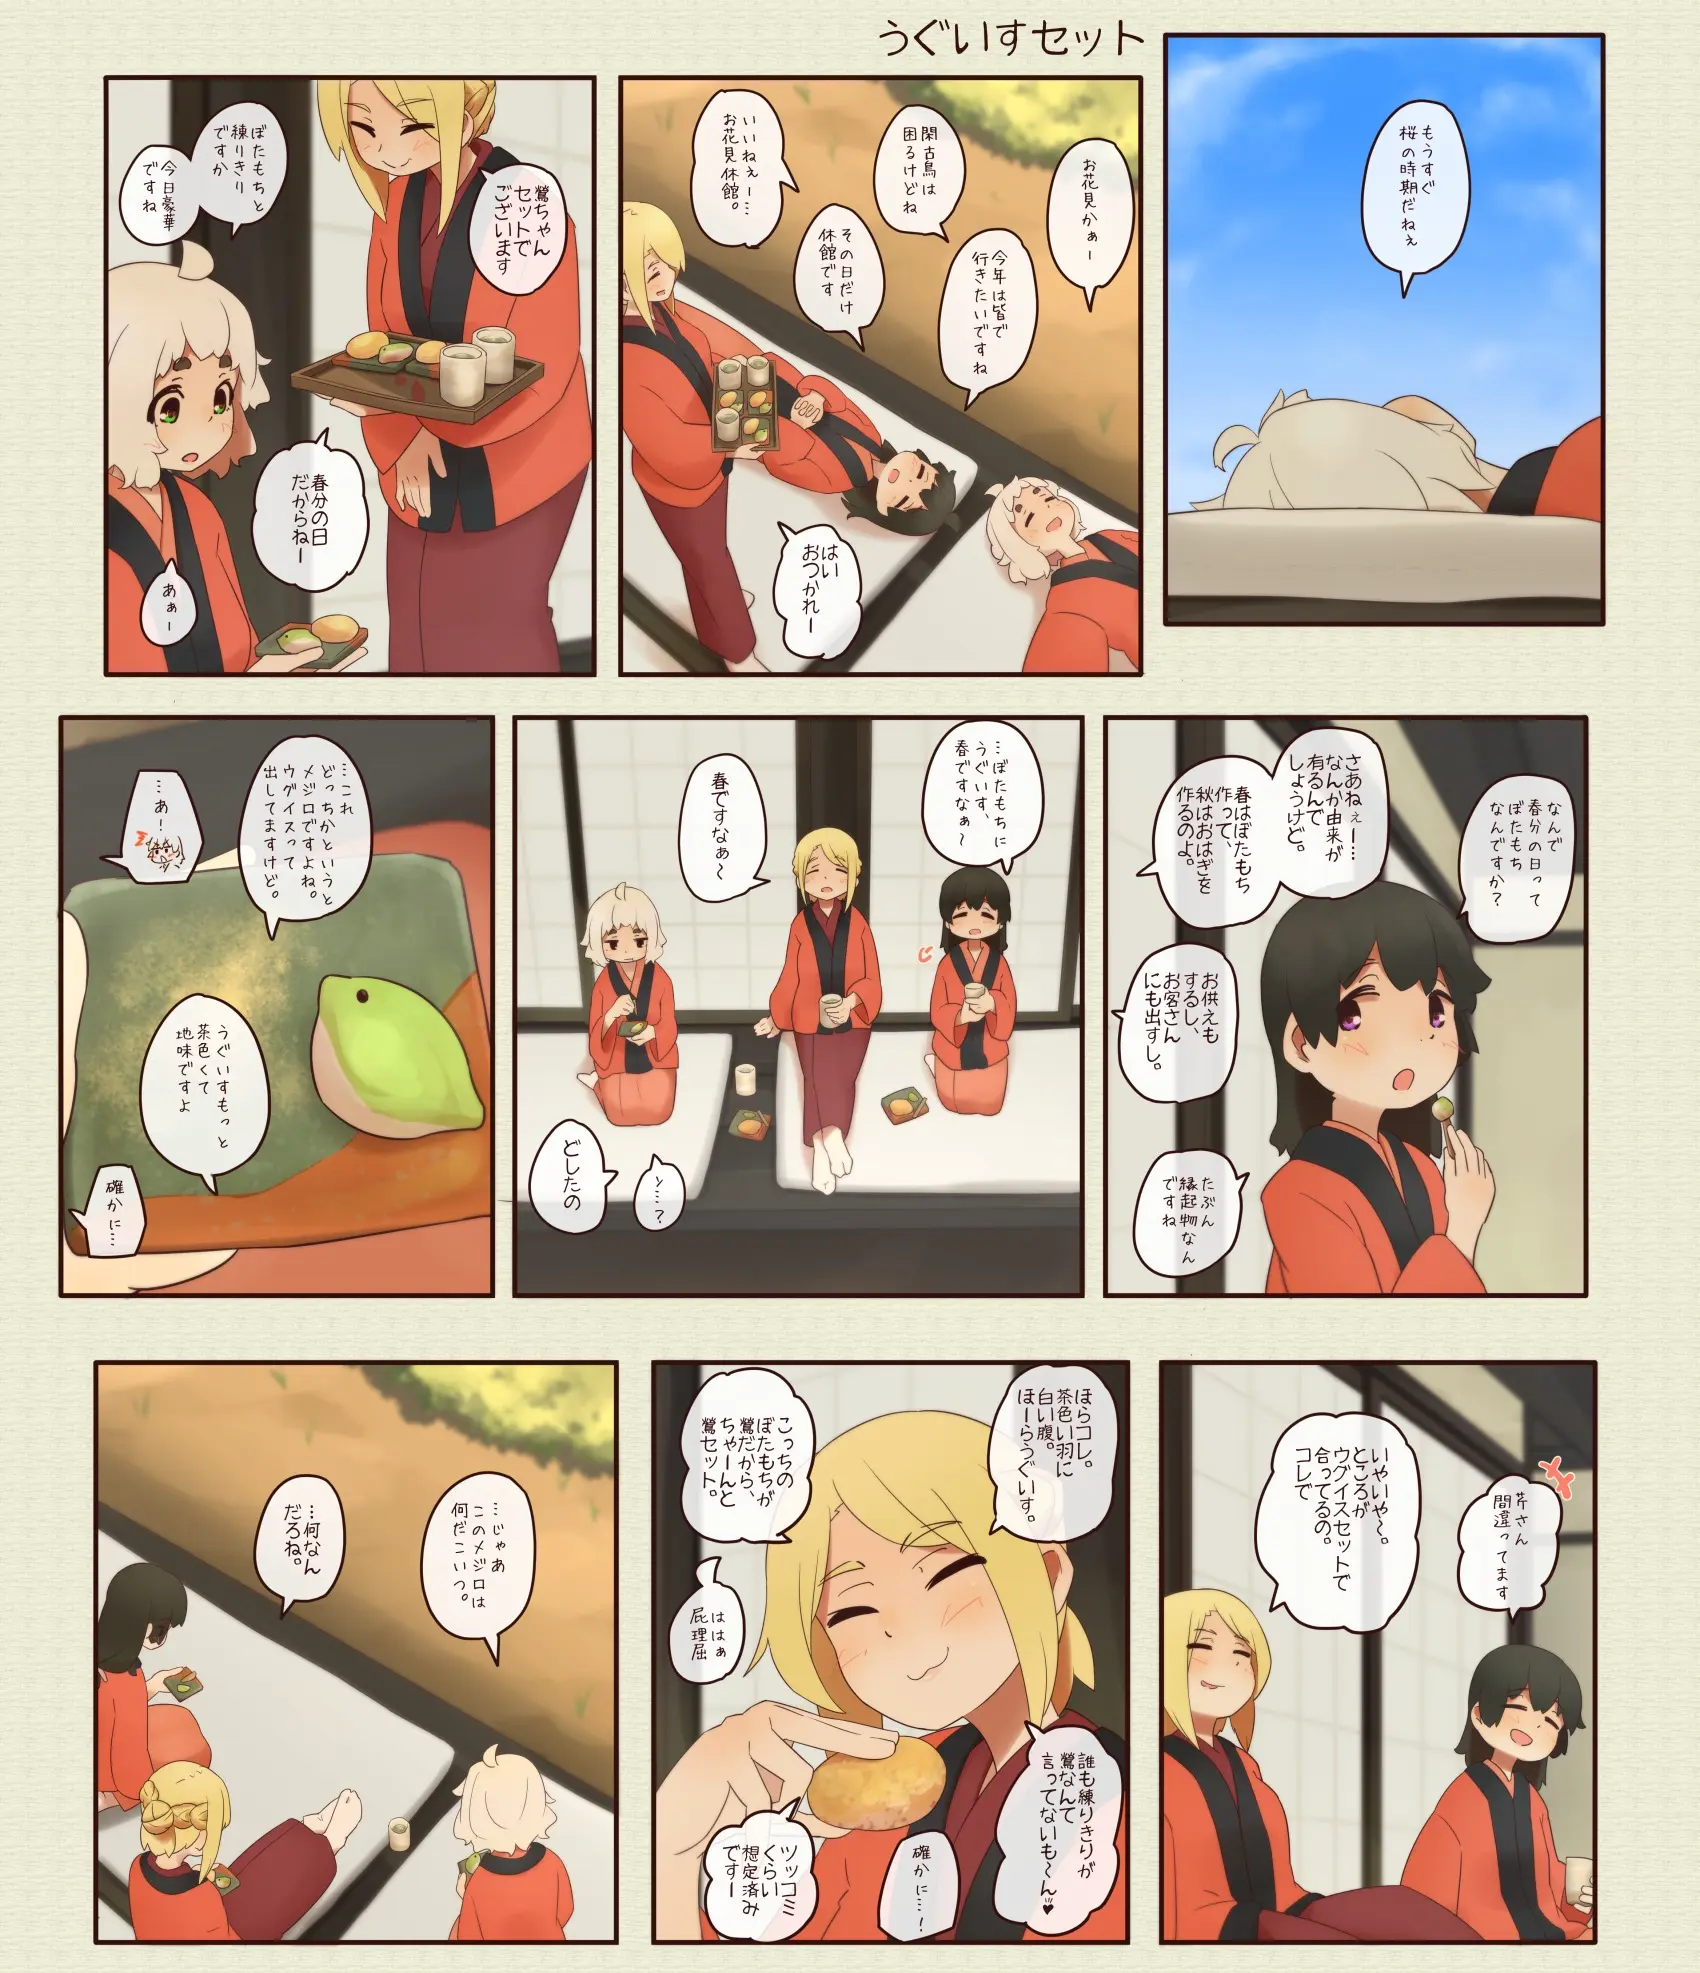 うぐいすセット
もうすぐ
桜の時期だねぇ
お花見かぁー
閑古鳥は
困るけどね
今年は皆で
行きたいですね
いいねぇー…
お花見休館。
その日だけ
休館です
はい
おつかれー
鶯ちゃん
セットで
ございます
ぼたもちと
練りきり
ですか
今日豪華
ですね
春分の日
だからねー
あぁー
なんで
春分の日って
ぼたもち
なんですか?
さあねぇー…
なんか由来が
有るんで
しょうけど。
春はぼたもち
作って、
秋はおはぎを
作るのよ。
お供えも
するし、
お客さん
にも出すし。
たぶん
縁起物なん
ですね
…ぼたもちに
うぐいす、
春ですなぁ〜
春ですなぁ〜
ん…?
どしたの
…これ
どっちかというと
メジロですよね。
ウグイスって
出してますけど。
…あ!
うぐいすもっと
茶色くて
地味ですよ
確かに…
芹さん
間違ってます
いやいや〜。
ところが
ウグイスセットで
合ってるの。
コレで
ほらコレ。
茶色い羽に
白い腹。
ほーらうぐいす。
こっちの
ぼたもちが
鶯だから、
ちゃーんと
鶯セット。
ははぁ
屁理屈
誰も練りきりが
鶯なんて
言ってないも〜ん♥
確かに…!
ツッコミ
くらい
想定済み
ですー
…じゃあ
このメジロは
何だこいつ。
…何なん
だろね。